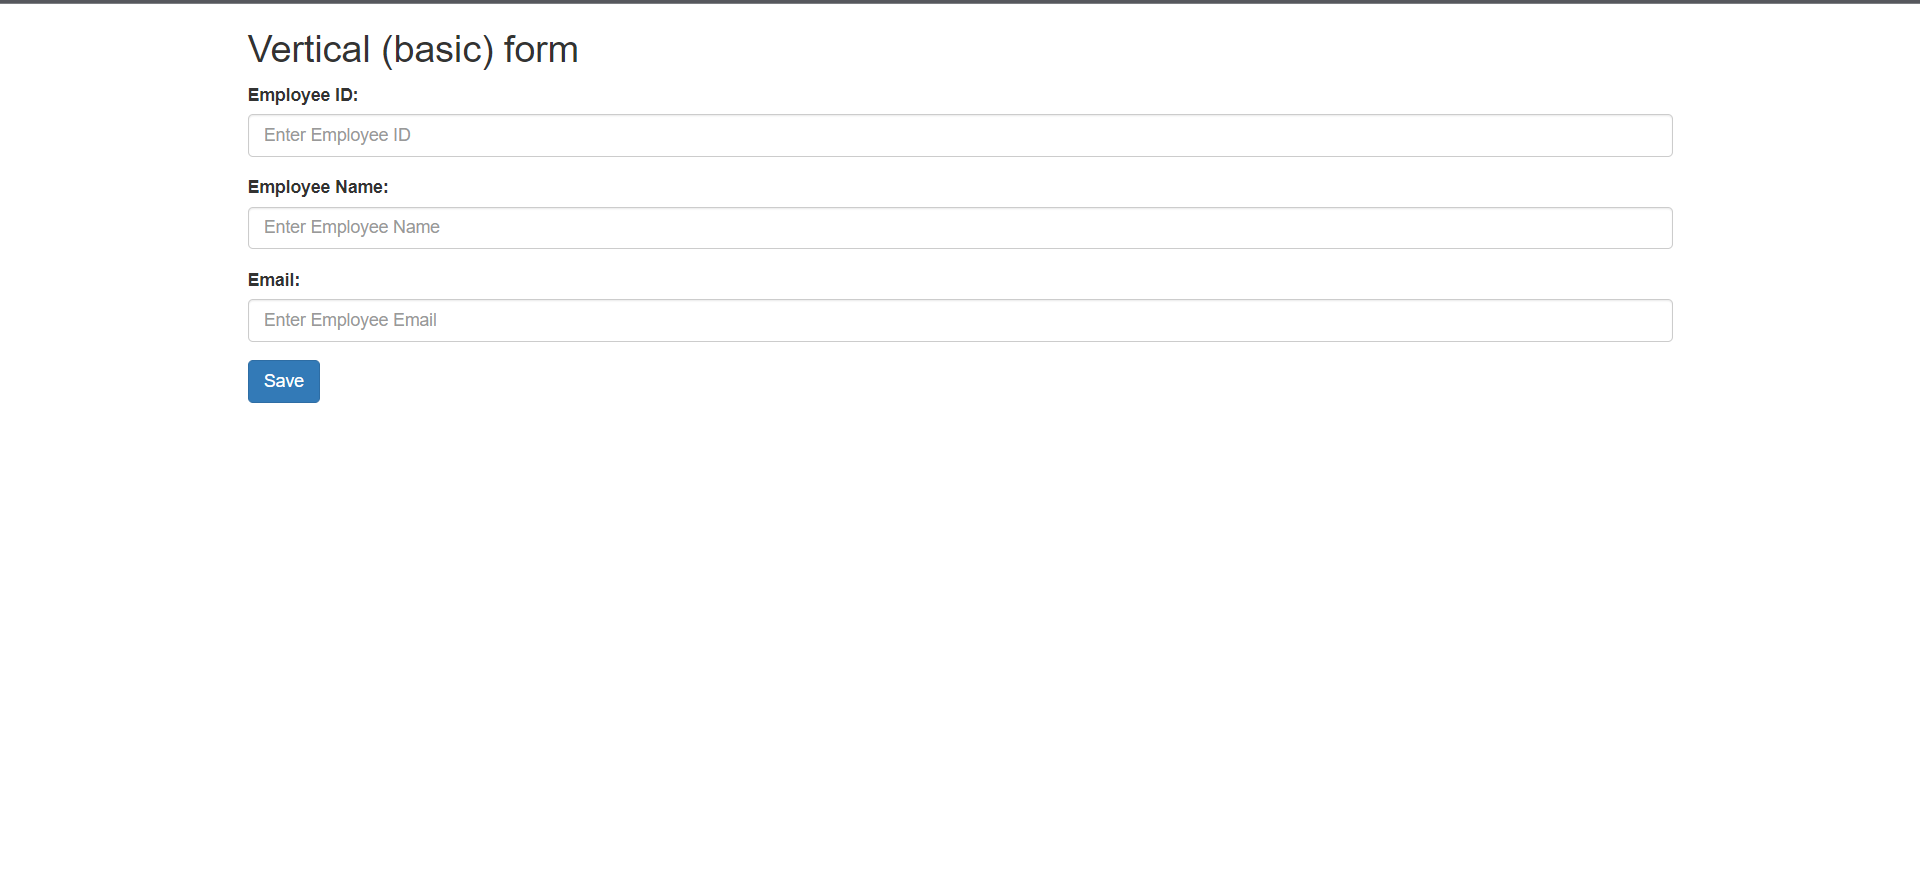 Vertical (basic) form
Employee ID:
Enter Employee ID
Employee Name:
Enter Employee Name
Email:
Enter Employee Email
Save